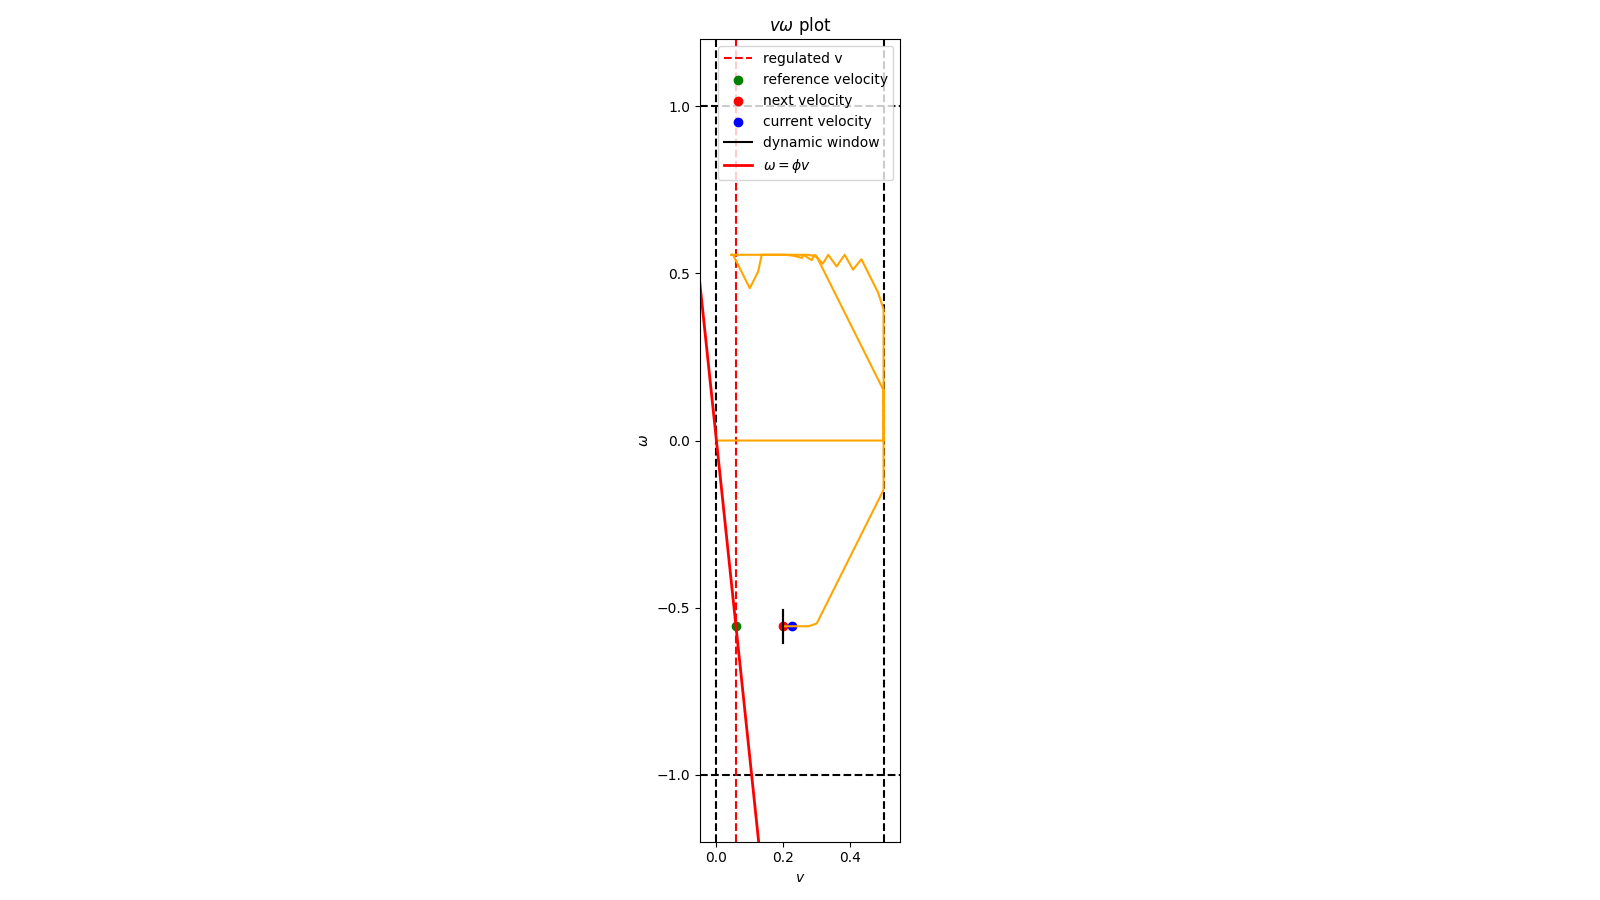 vω plot
regulated v
reference velocity
next velocity
current velocity
dynamic window
ω = ϕv
1.0
0.5
0.0
−0.5
−1.0
ω
0.0 0.2 0.4
v